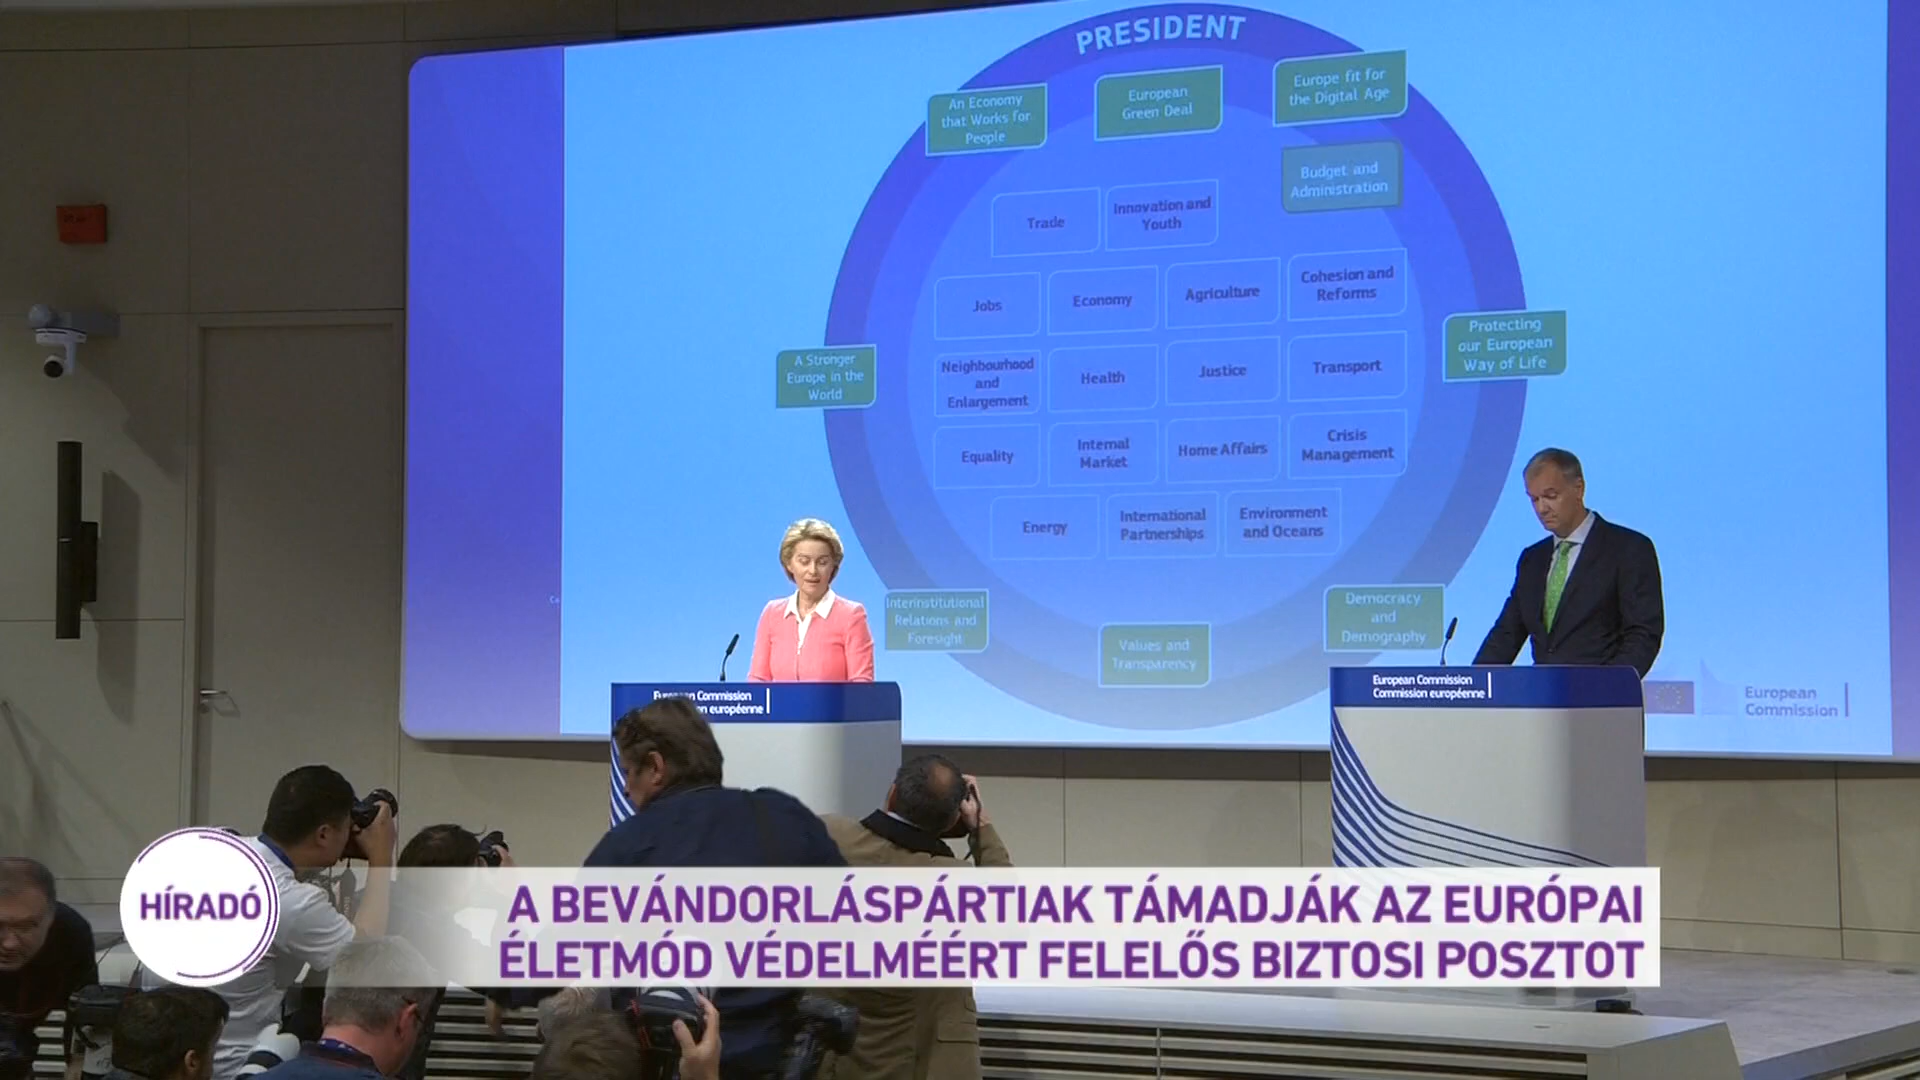 PRESIDENT
An Economy
that Works for
People
European
Green Deal
Europe fit for
the Digital Age
Budget and
Administration
Trade
Innovation and
Youth
Jobs
Economy
Agriculture
Cohesion and
Reforms
A Stronger
Europe in the
World
Neighbourhood
and
Enlargement
Health
Justice
Transport
Protecting
our European
Way of Life
Equality
Internal
Market
Home Affairs
Crisis
Management
Energy
International
Partnerships
Environment
and Oceans
Interinstitutional
Relations and
Foresight
Values and
Transparency
Democracy
and
Demography
European Commission
européenne
European Commission
Commission européenne
European
Commission
HÍRADÓ
A BEVÁNDORLÁSPÁRTIAK TÁMADJÁK AZ EURÓPAI
ÉLETMÓD VÉDELMÉÉRT FELELŐS BIZTOSI POSZTOT